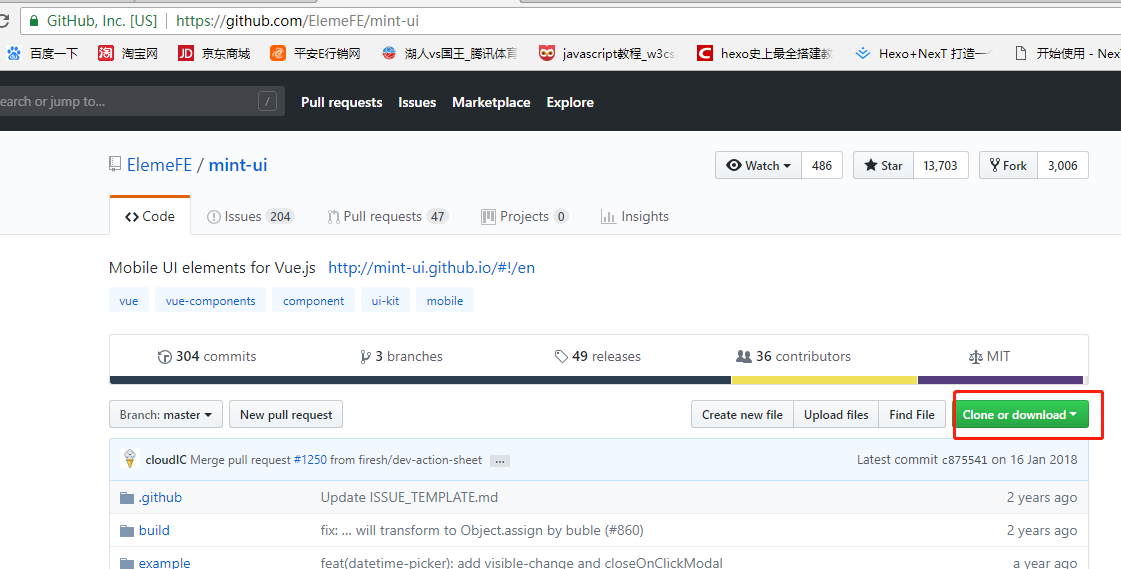 GitHub, Inc. [US] https://github.com/ElemeFE/mint-ui
百度一下 淘宝网 JD 京东商城 平安E行销网 湖人vs国王_腾讯体育 javascript教程_w3cs C hexo史上最全搭建教 Hexo+NexT 打造一 开始使用 - NexT
earch or jump to... / Pull requests Issues Marketplace Explore
ElemeFE / mint-ui Watch 486 Star 13,703 Fork 3,006
Code Issues 204 Pull requests 47 Projects 0 Insights
Mobile UI elements for Vue.js http://mint-ui.github.io/#!/en
vue vue-components component ui-kit mobile
304 commits 3 branches 49 releases 36 contributors MIT
Branch: master New pull request Create new file Upload files Find File Clone or download
cloudIC Merge pull request #1250 from firesh/dev-action-sheet ... Latest commit c875541 on 16 Jan 2018
.github Update ISSUE_TEMPLATE.md 2 years ago
build fix: ... will transform to Object.assign by buble (#860) 2 years ago
example feat(datetime-picker): add visible-change and closeOnClickModal a year ago